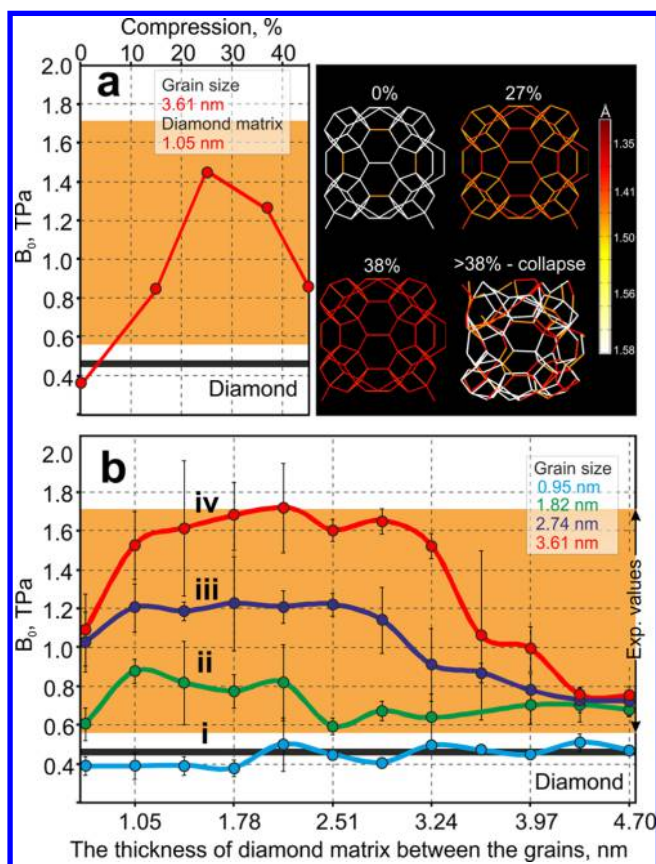 Compression, %
0 10 20 30 40
2.0
1.8
1.6
1.4
1.2
1.0
0.8
0.6
0.4
B₀, TPa
a
Grain size
3.61 nm
Diamond matrix
1.05 nm
Diamond
0%
27%
38%
>38% - collapse
A
1.35
1.41
1.50
1.56
1.58
2.0
1.8
1.6
1.4
1.2
1.0
0.8
0.6
0.4
B₀, TPa
b
iv
iii
ii
i
Grain size
0.95 nm
1.82 nm
2.74 nm
3.61 nm
Exp. values
Diamond
1.05 1.78 2.51 3.24 3.97 4.70
The thickness of diamond matrix between the grains, nm